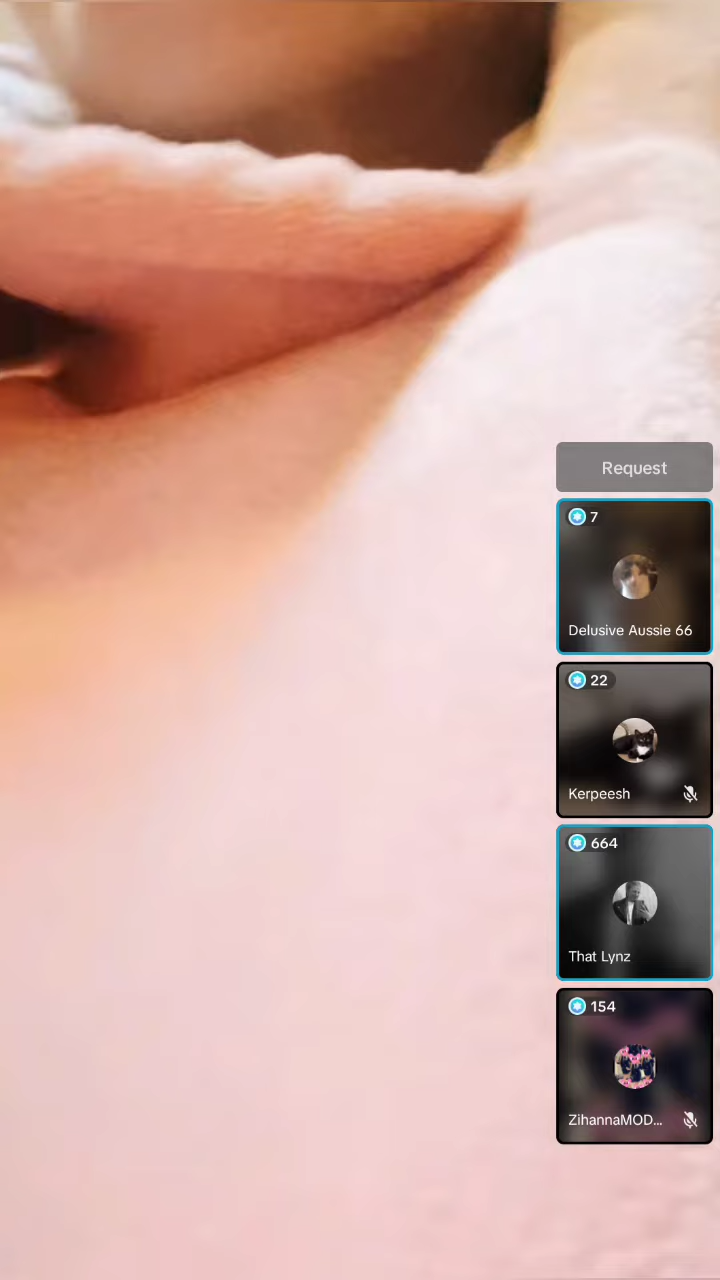 Request
7
Delusive Aussie 66
22
Kerpeesh
664
That Lynz
154
ZihannaMOD...